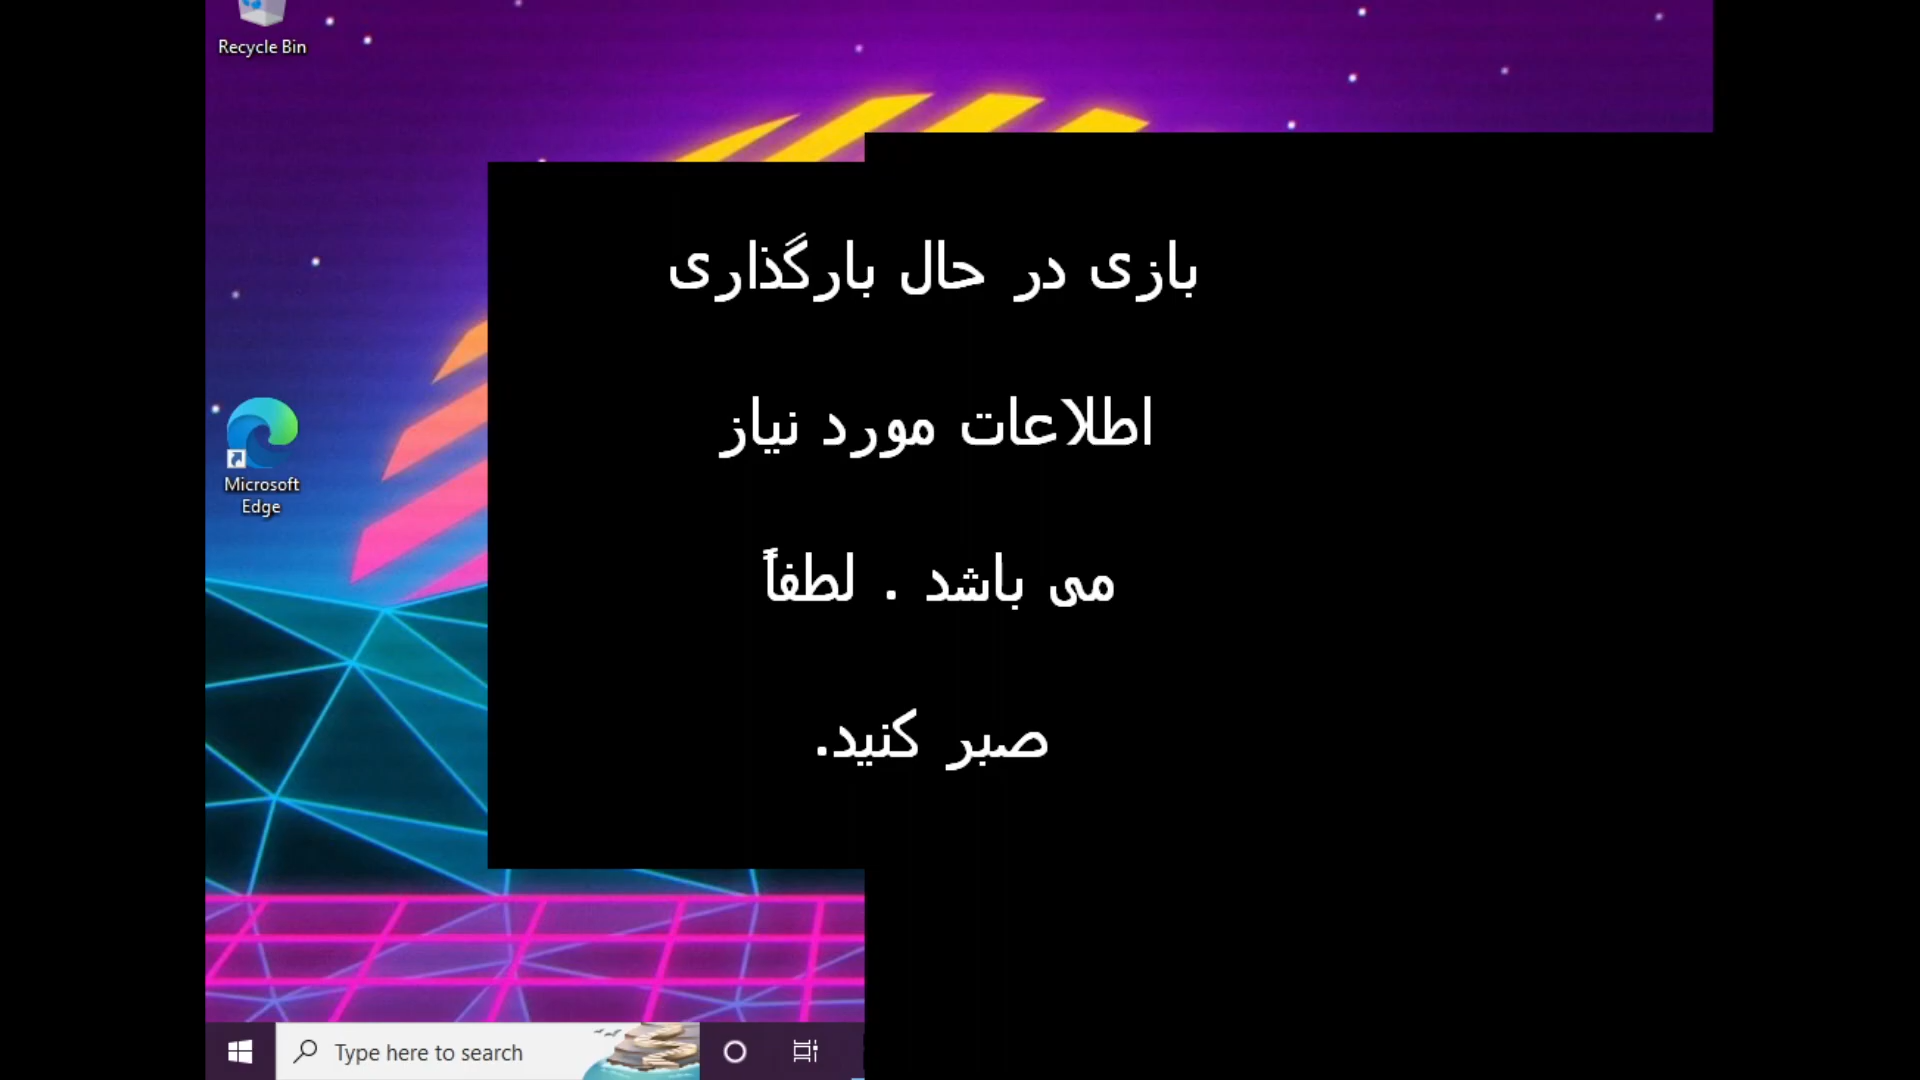 Recycle Bin
بازی در حال بارگذاری
اطلاعات مورد نیاز
می باشد . لطفاً
صبر کنید.
Microsoft
Edge
Type here to search